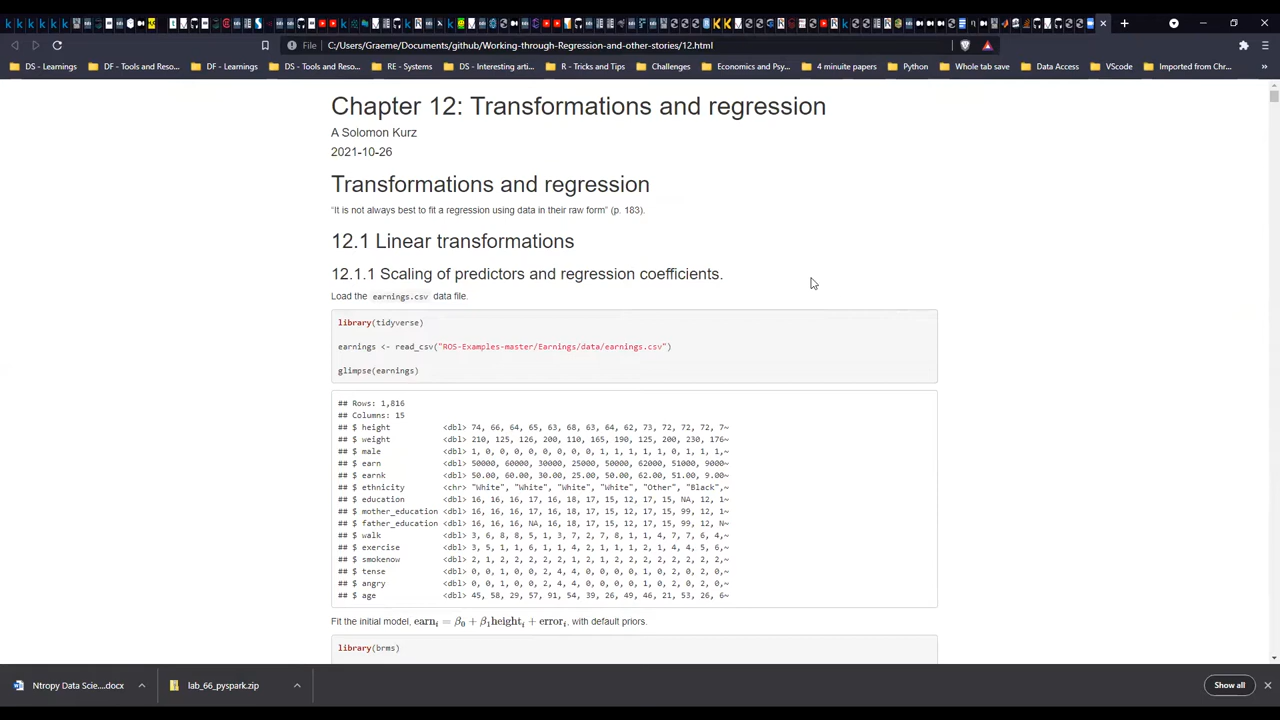 File C:/Users/Graeme/Documents/github/Working-through-Regression-and-other-stories/12.html
DS - Learnings DF - Tools and Reso... DF - Learnings DS - Tools and Reso... RE - Systems DS - Interesting arti... R - Tricks and Tips Challenges Economics and Psy... 4 minuite papers Python Whole tab save Data Access VScode Imported from Chr... »
Chapter 12: Transformations and regression
A Solomon Kurz
2021-10-26
Transformations and regression
“It is not always best to fit a regression using data in their raw form” (p. 183).
12.1 Linear transformations
12.1.1 Scaling of predictors and regression coefficients.
Load the earnings.csv data file.
library(tidyverse)
earnings <- read_csv("ROS-Examples-master/Earnings/data/earnings.csv")
glimpse(earnings)
## Rows: 1,816
## Columns: 15
## $ height <dbl> 74, 66, 64, 65, 63, 68, 63, 64, 62, 73, 72, 72, 72, 7~
## $ weight <dbl> 210, 125, 126, 200, 110, 165, 190, 125, 200, 230, 176~
## $ male <dbl> 1, 0, 0, 0, 0, 0, 0, 1, 1, 1, 1, 1, 0, 1, 1, 1,~
## $ earn <dbl> 50000, 60000, 30000, 25000, 50000, 62000, 51000, 9000~
## $ earnk <dbl> 50.00, 60.00, 30.00, 25.00, 50.00, 62.00, 51.00, 9.00~
## $ ethnicity <chr> "White", "White", "White", "White", "Other", "Black",~
## $ education <dbl> 16, 16, 16, 17, 16, 18, 17, 15, 12, 17, 15, NA, 12, 1~
## $ mother_education <dbl> 16, 16, 16, 17, 16, 18, 17, 15, 12, 17, 15, 99, 12, 1~
## $ father_education <dbl> 16, 16, 16, NA, 16, 18, 17, 15, 12, 17, 15, 99, 12, N~
## $ walk <dbl> 3, 6, 8, 8, 5, 1, 3, 7, 2, 7, 8, 1, 1, 4, 7, 7, 6, 4,~
## $ exercise <dbl> 3, 5, 1, 1, 6, 1, 1, 4, 2, 1, 1, 1, 2, 1, 4, 4, 5, 6,~
## $ smokenow <dbl> 2, 1, 2, 2, 2, 2, 2, 1, 2, 1, 2, 2, 2, 2, 2, 2, 2, 2,~
## $ tense <dbl> 0, 0, 1, 0, 0, 2, 4, 4, 0, 0, 0, 0, 1, 0, 2, 0, 2, 0,~
## $ angry <dbl> 0, 0, 1, 0, 0, 2, 4, 4, 0, 0, 0, 0, 1, 0, 2, 0, 2, 0,~
## $ age <dbl> 45, 58, 29, 57, 91, 54, 39, 26, 49, 46, 21, 53, 26, 6~
Fit the initial model, earnᵢ = β₀ + β₁heightᵢ + errorᵢ, with default priors.
library(brms)
Ntropy Data Scie....docx lab_66_pyspark.zip Show all